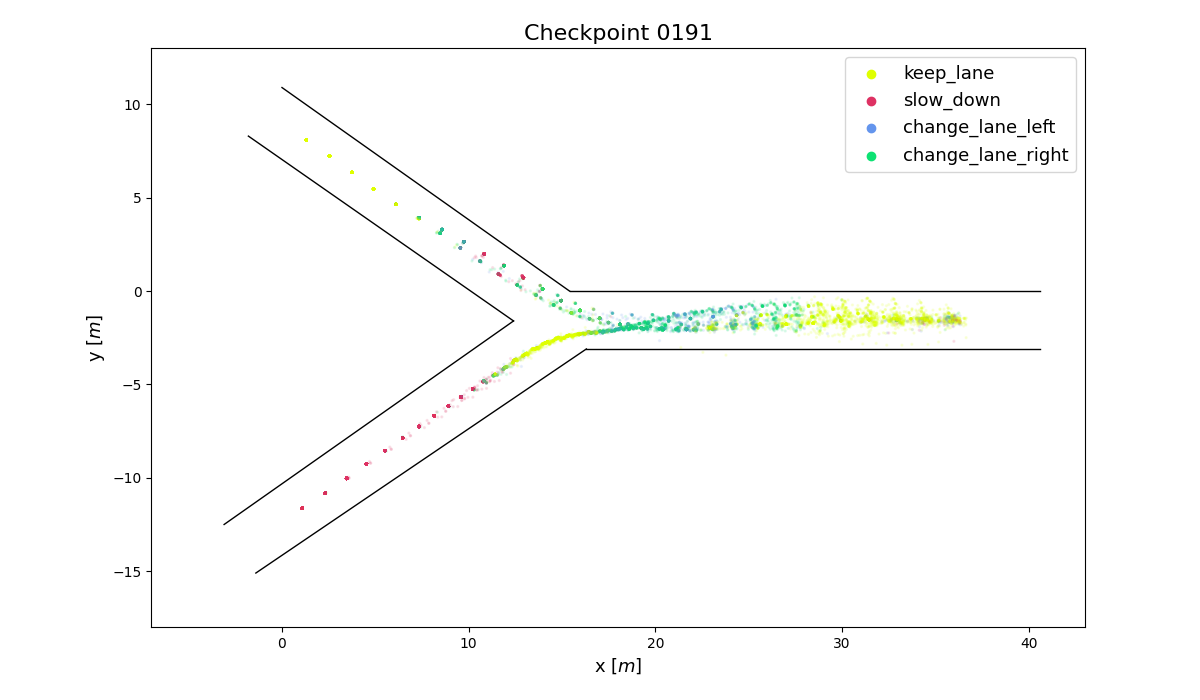 Checkpoint 0191
keep_lane
slow_down
change_lane_left
change_lane_right
10
5
0
−5
−10
−15
y [m]
0
10
20
30
40
x [m]